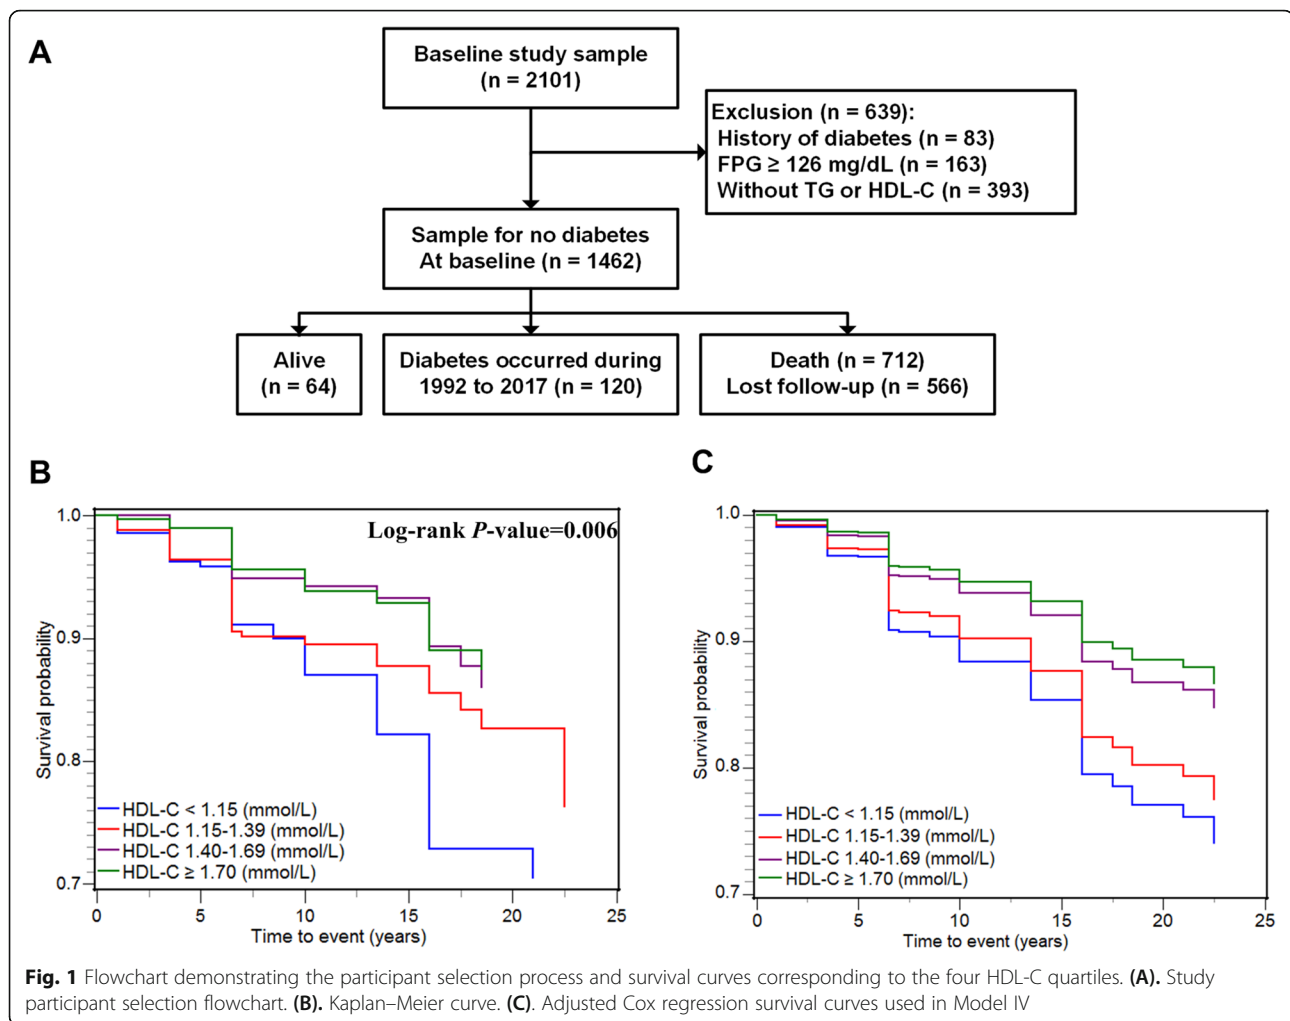 A
Baseline study sample
(n = 2101)
Exclusion (n = 639):
History of diabetes (n = 83)
FPG ≥ 126 mg/dL (n = 163)
Without TG or HDL-C (n = 393)
Sample for no diabetes
At baseline (n = 1462)
Alive
(n = 64)
Diabetes occurred during
1992 to 2017 (n = 120)
Death (n = 712)
Lost follow-up (n = 566)
B
Log-rank P-value=0.006
Survival probability
1.0
0.9
0.8
0.7
HDL-C < 1.15 (mmol/L)
HDL-C 1.15-1.39 (mmol/L)
HDL-C 1.40-1.69 (mmol/L)
HDL-C ≥ 1.70 (mmol/L)
0 5 10 15 20 25
Time to event (years)
C
Survival probability
1.0
0.9
0.8
0.7
HDL-C < 1.15 (mmol/L)
HDL-C 1.15-1.39 (mmol/L)
HDL-C 1.40-1.69 (mmol/L)
HDL-C ≥ 1.70 (mmol/L)
0 5 10 15 20 25
Time to event (years)
Fig. 1 Flowchart demonstrating the participant selection process and survival curves corresponding to the four HDL-C quartiles. (A). Study
participant selection flowchart. (B). Kaplan–Meier curve. (C). Adjusted Cox regression survival curves used in Model IV